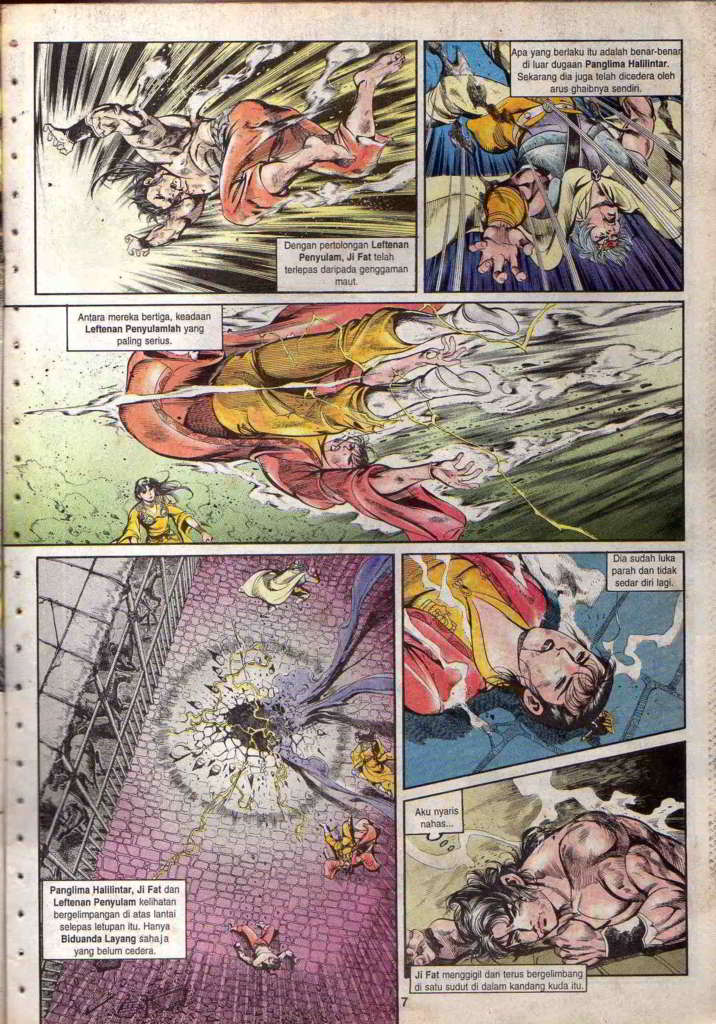 Dengan pertolongan Leftenan
Penyulam, Ji Fat telah
terlepas daripada genggaman
maut.
Apa yang berlaku itu adalah benar-benar
di luar dugaan Panglima Halilintar.
Sekarang dia juga telah dicedera oleh
arus ghaibnya sendiri.
Antara mereka bertiga, keadaan
Leftenan Penyulamlah yang
paling serius.
Panglima Halilintar, Ji Fat dan
Leftenan Penyulam kelihatan
bergelimpangan di atas lantai
selepas letupan itu. Hanya
Biduanda Layang sahaja
yang belum cedera.
Dia sudah luka
parah dan tidak
sedar diri lagi.
Aku nyaris
nahas...
Ji Fat menggigil dan terus bergelimbang
di satu sudut di dalam kandang kuda itu.
7